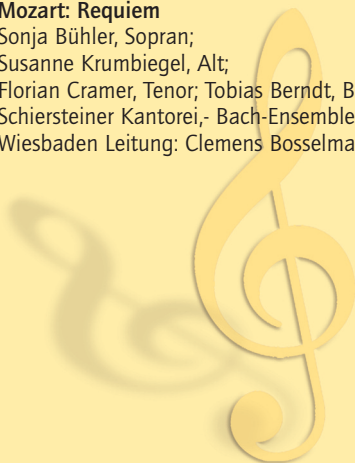 Mozart: Requiem
Sonja Bühler, Sopran;
Susanne Krumbiegel, Alt;
Florian Cramer, Tenor; Tobias Berndt, B
Schiersteiner Kantorei,- Bach-Ensemble
Wiesbaden Leitung: Clemens Bosselma